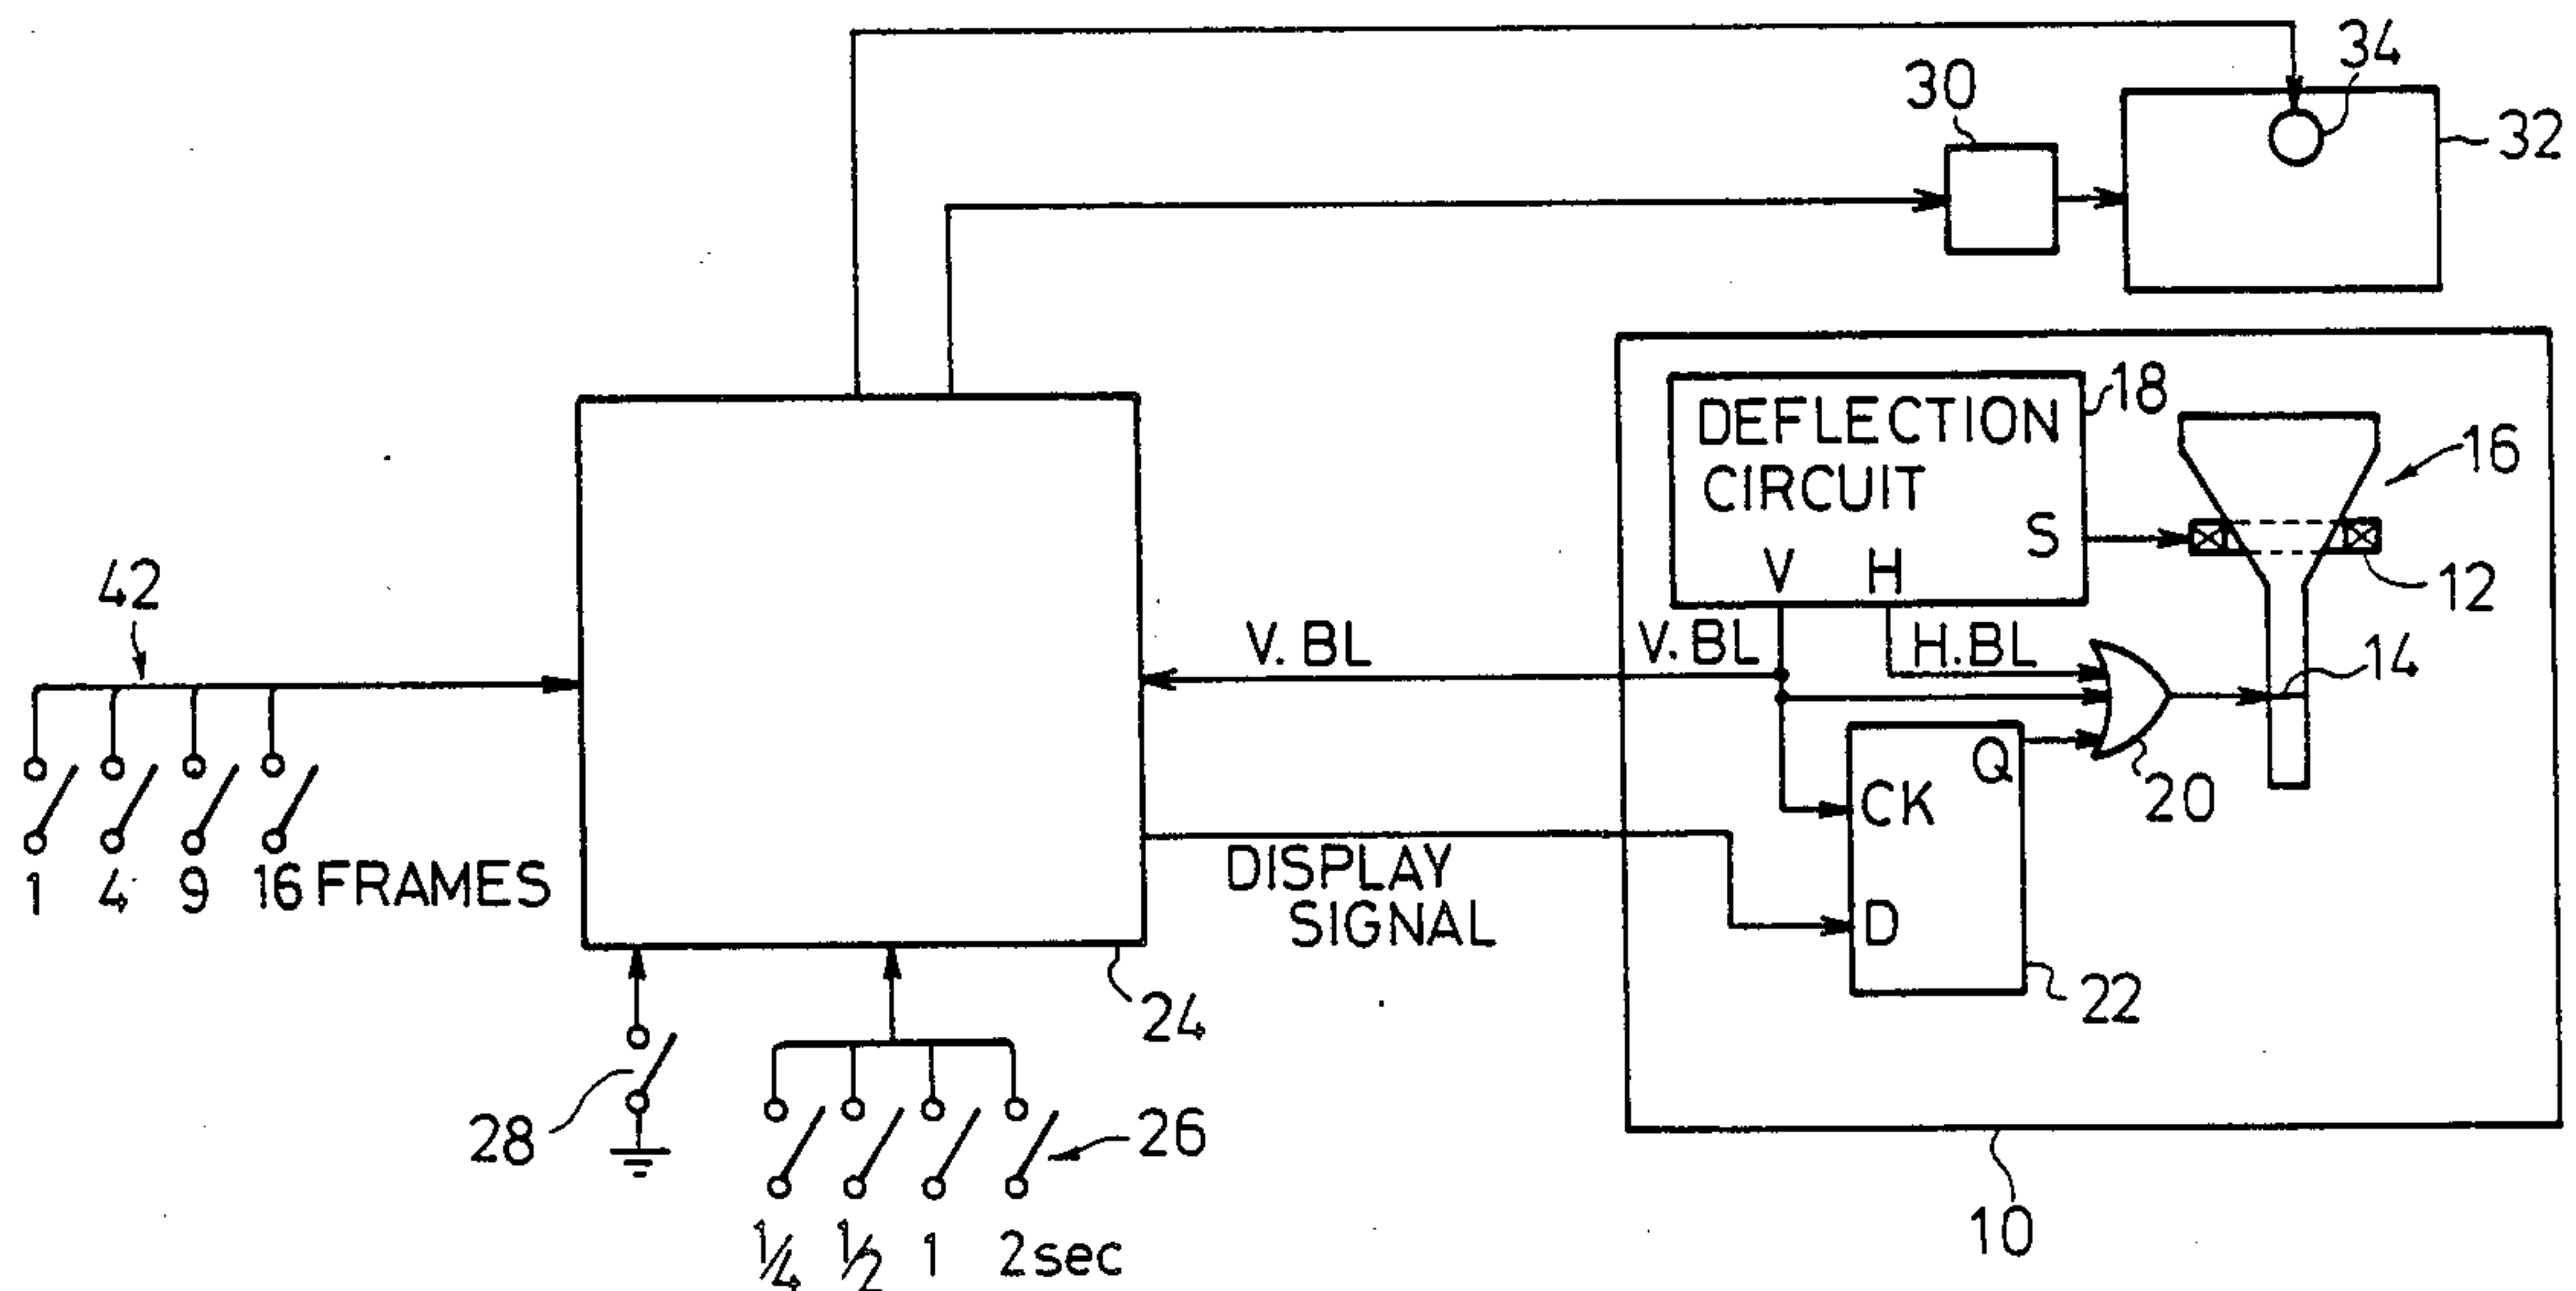 34
30
32
18
DEFLECTION
CIRCUIT
16
S
V H
12
42
V. BL
V. BL
H.BL
14
Q
20
CK
1 4 9 16 FRAMES
DISPLAY
SIGNAL
D
22
24
28
26
1/4 1/2 1 2sec
10